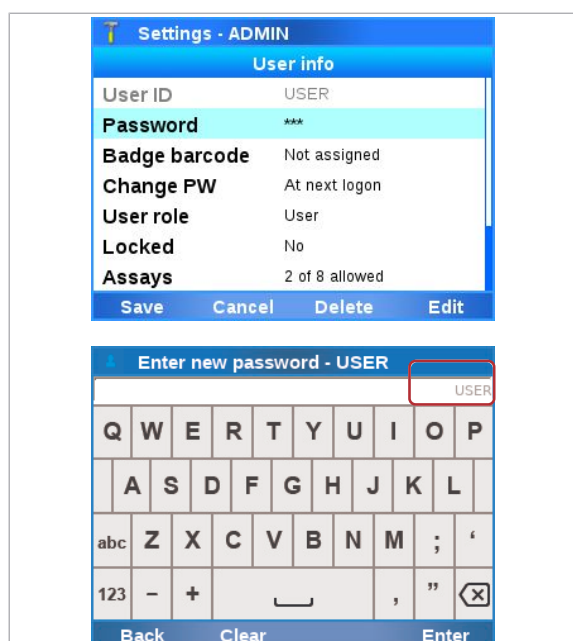 Settings - ADMIN
User info
User ID USER
Password ***
Badge barcode Not assigned
Change PW At next logon
User role User
Locked No
Assays 2 of 8 allowed
Save Cancel Delete Edit
Enter new password - USER
USER
Q W E R T Y U I O P
A S D F G H J K L
abc Z X C V B N M ; ‘
123 - + , ”
Back Clear Enter